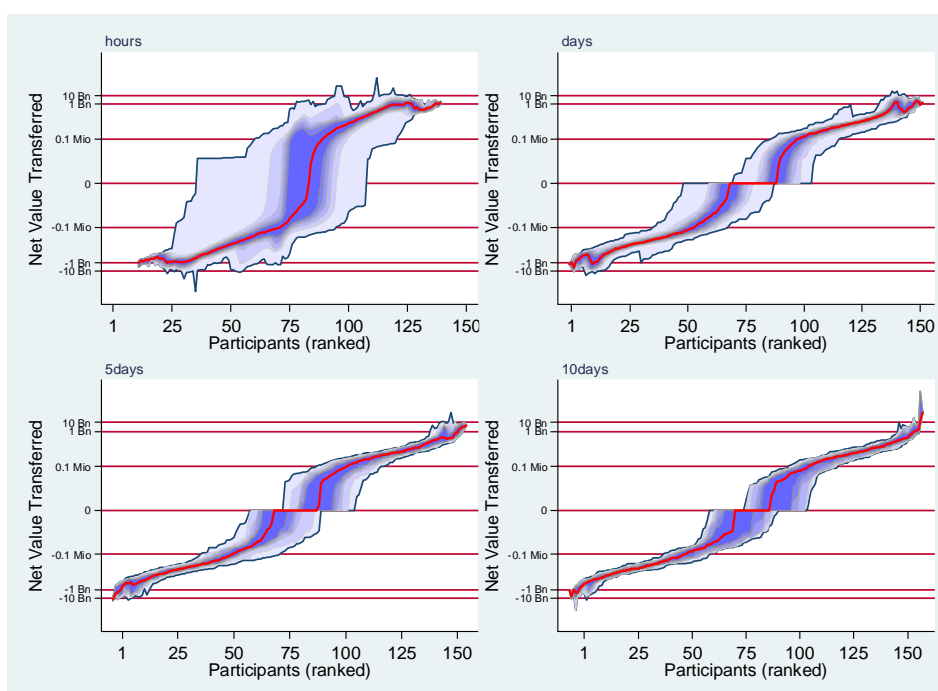 hours
Net Value Transferred
10 Bn
1 Bn
0.1 Mio
0
-0.1 Mio
-1 Bn
-10 Bn
1 25 50 75 100 125 150
Participants (ranked)
days
Net Value Transferred
10 Bn
1 Bn
0.1 Mio
0
-0.1 Mio
-1 Bn
-10 Bn
1 25 50 75 100 125 150
Participants (ranked)
5days
Net Value Transferred
10 Bn
1 Bn
0.1 Mio
0
-0.1 Mio
-1 Bn
-10 Bn
1 25 50 75 100 125 150
Participants (ranked)
10days
Net Value Transferred
10 Bn
1 Bn
0.1 Mio
0
-0.1 Mio
-1 Bn
-10 Bn
1 25 50 75 100 125 150
Participants (ranked)